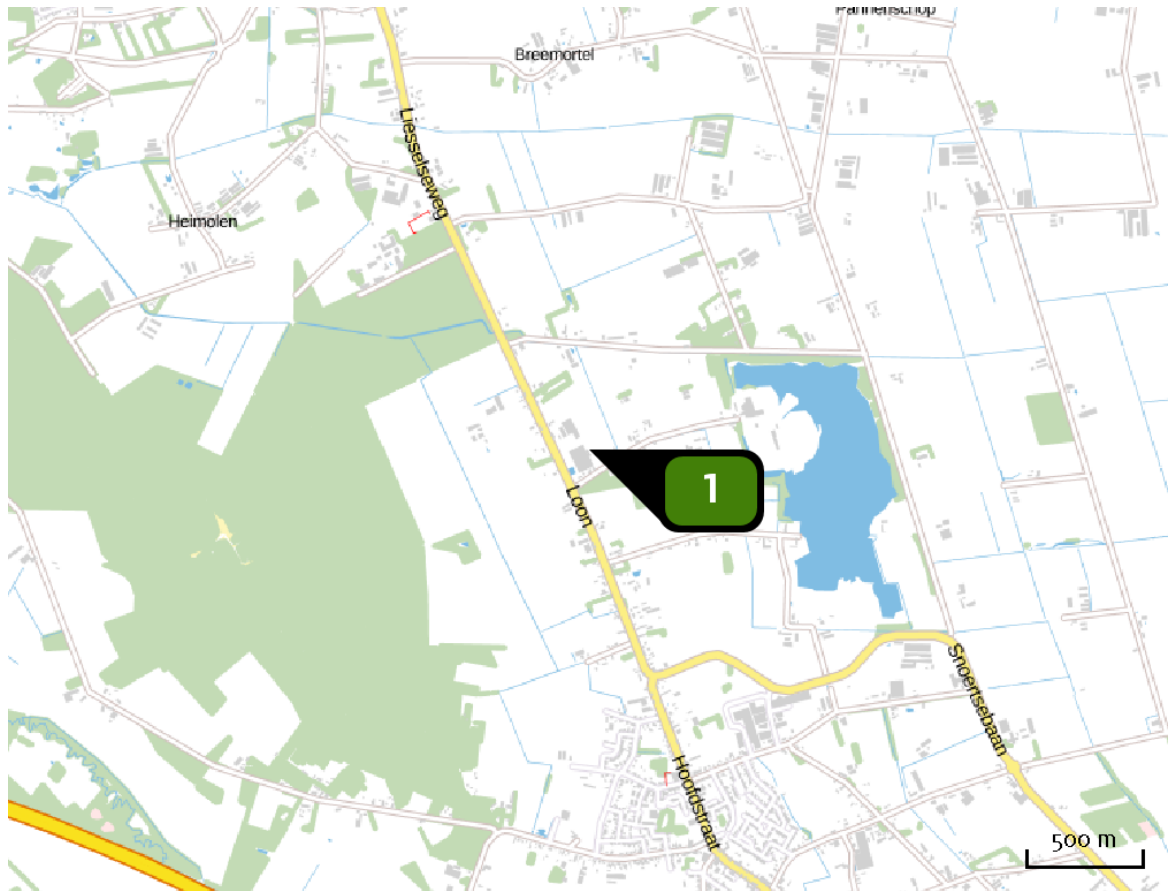 Pannenschop
Breemortel
Liesselseweg
Heimolen
1
Loon
Snoertsebaan
Hoofdstraat
500 m